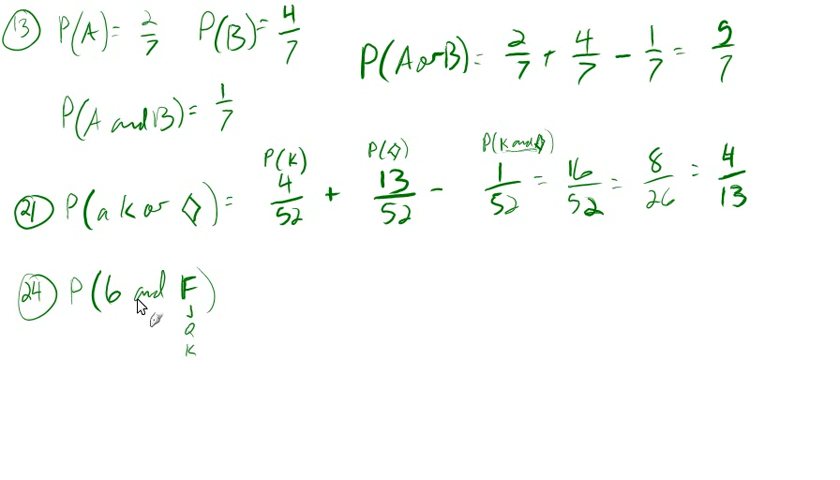 13 P(A) = 2/7 P(B) = 4/7 P(A or B) = 2/7 + 4/7 - 1/7 = 5/7
P(A and B) = 1/7
P(K) P(◇) P(K and ◇)
21 P(a K or ◇) = 4/52 + 13/52 - 1/52 = 16/52 = 8/26 = 4/13
24 P(6 and F)
J
Q
K